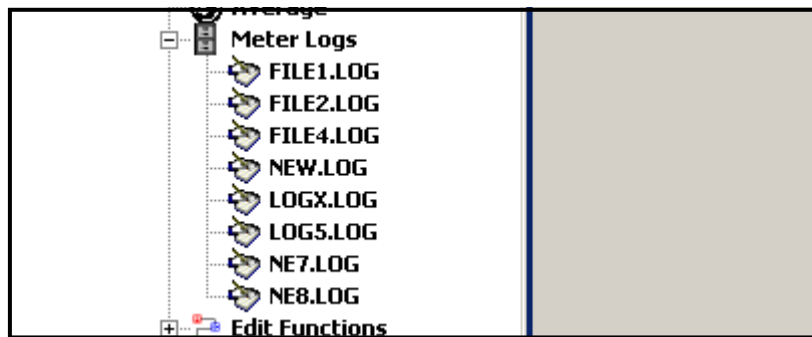 Average
Meter Logs
FILE1.LOG
FILE2.LOG
FILE4.LOG
NEW.LOG
LOGX.LOG
LOG5.LOG
NE7.LOG
NE8.LOG
Edit Functions